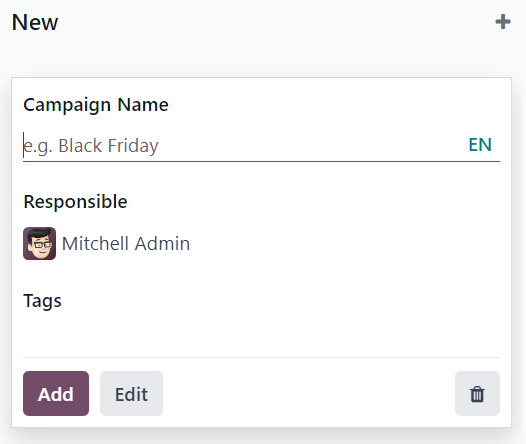 New
Campaign Name
e.g. Black Friday EN
Responsible
Mitchell Admin
Tags
Add Edit